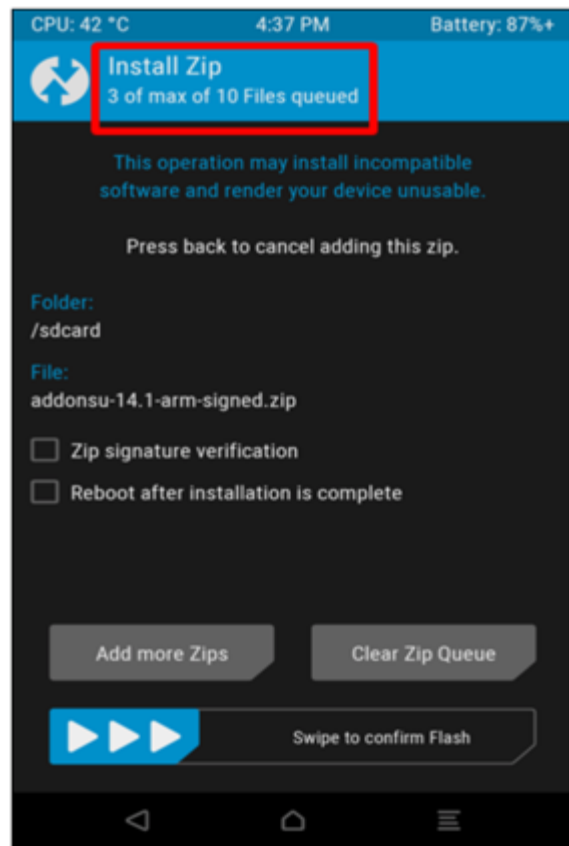 CPU: 42 °C 4:37 PM Battery: 87%+
Install Zip
3 of max of 10 Files queued
This operation may install incompatible
software and render your device unusable.
Press back to cancel adding this zip.
Folder:
/sdcard
File:
addonsu-14.1-arm-signed.zip
Zip signature verification
Reboot after installation is complete
Add more Zips Clear Zip Queue
Swipe to confirm Flash